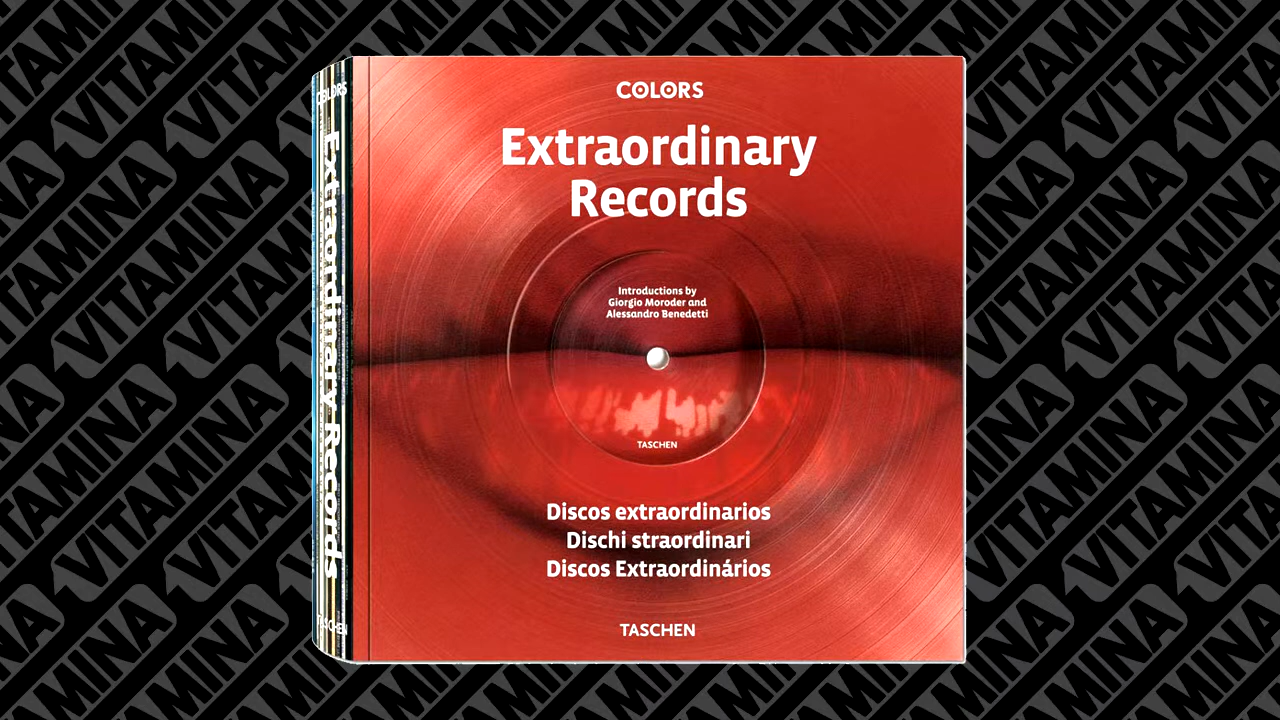 COLORS
Extraordinary
Records
Introductions by
Giorgio Moroder and
Alessandro Benedetti
TASCHEN
Discos extraordinarios
Dischi straordinari
Discos Extraordinários
TASCHEN
COLORS
Extraordinary Records
TASCHEN
VITAMINA